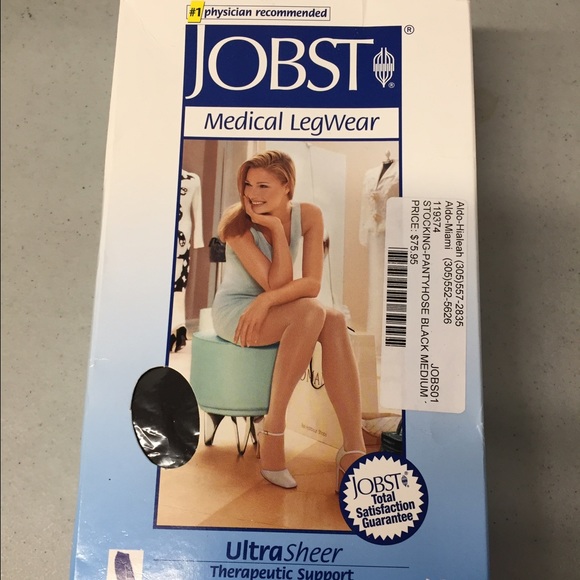 #1 physician recommended
JOBST®
Medical LegWear
Aldo-Hialeah (305)557-2835
Aldo-Miami (305)552-5626
119374 JOBS01
STOCKING-PANTYHOSE BLACK MEDIUM -
PRICE: $75.95
JOBST®
Total
Satisfaction
Guarantee
UltraSheer
Therapeutic Support